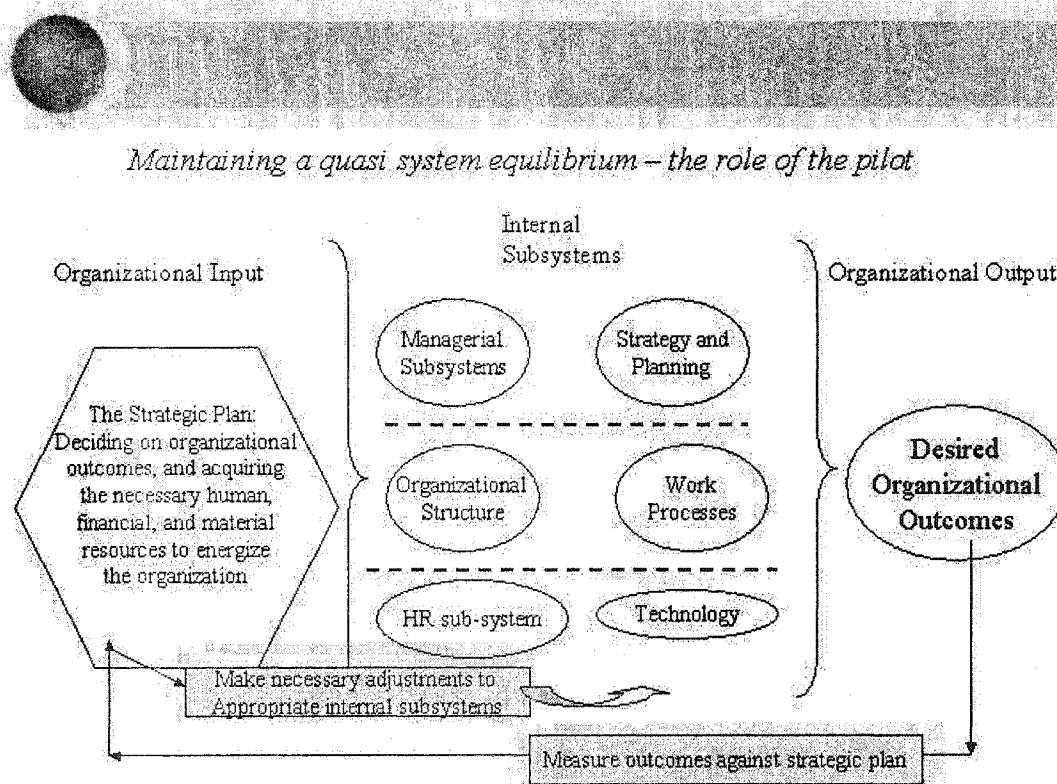 Maintaining a quasi system equilibrium – the role of the pilot
Internal
Subsystems
Organizational Input
Organizational Output
Managerial
Subsystems
Strategy and
Planning
The Strategic Plan:
Deciding on organizational
outcomes, and acquiring
the necessary human,
financial, and material
resources to energize
the organization
Organizational
Structure
Work
Processes
Desired
Organizational
Outcomes
HR sub-system
Technology
Make necessary adjustments to
Appropriate internal subsystems
Measure outcomes against strategic plan